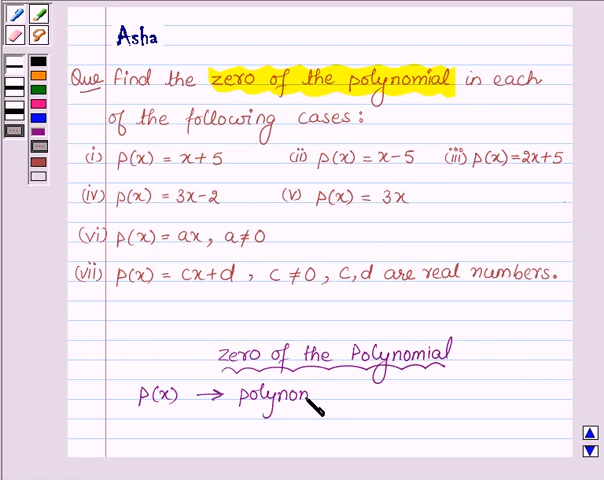 Asha
Que Find the zero of the polynomial in each
of the following cases:
(i) p(x) = x+5 (ii) p(x) = x-5 (iii) p(x)=2x+5
(iv) p(x) = 3x-2 (v) p(x) = 3x
(vi) p(x) = ax, a≠0
(vii) p(x) = cx+d, c≠0, c,d are real numbers.
zero of the Polynomial
p(x) → polynom